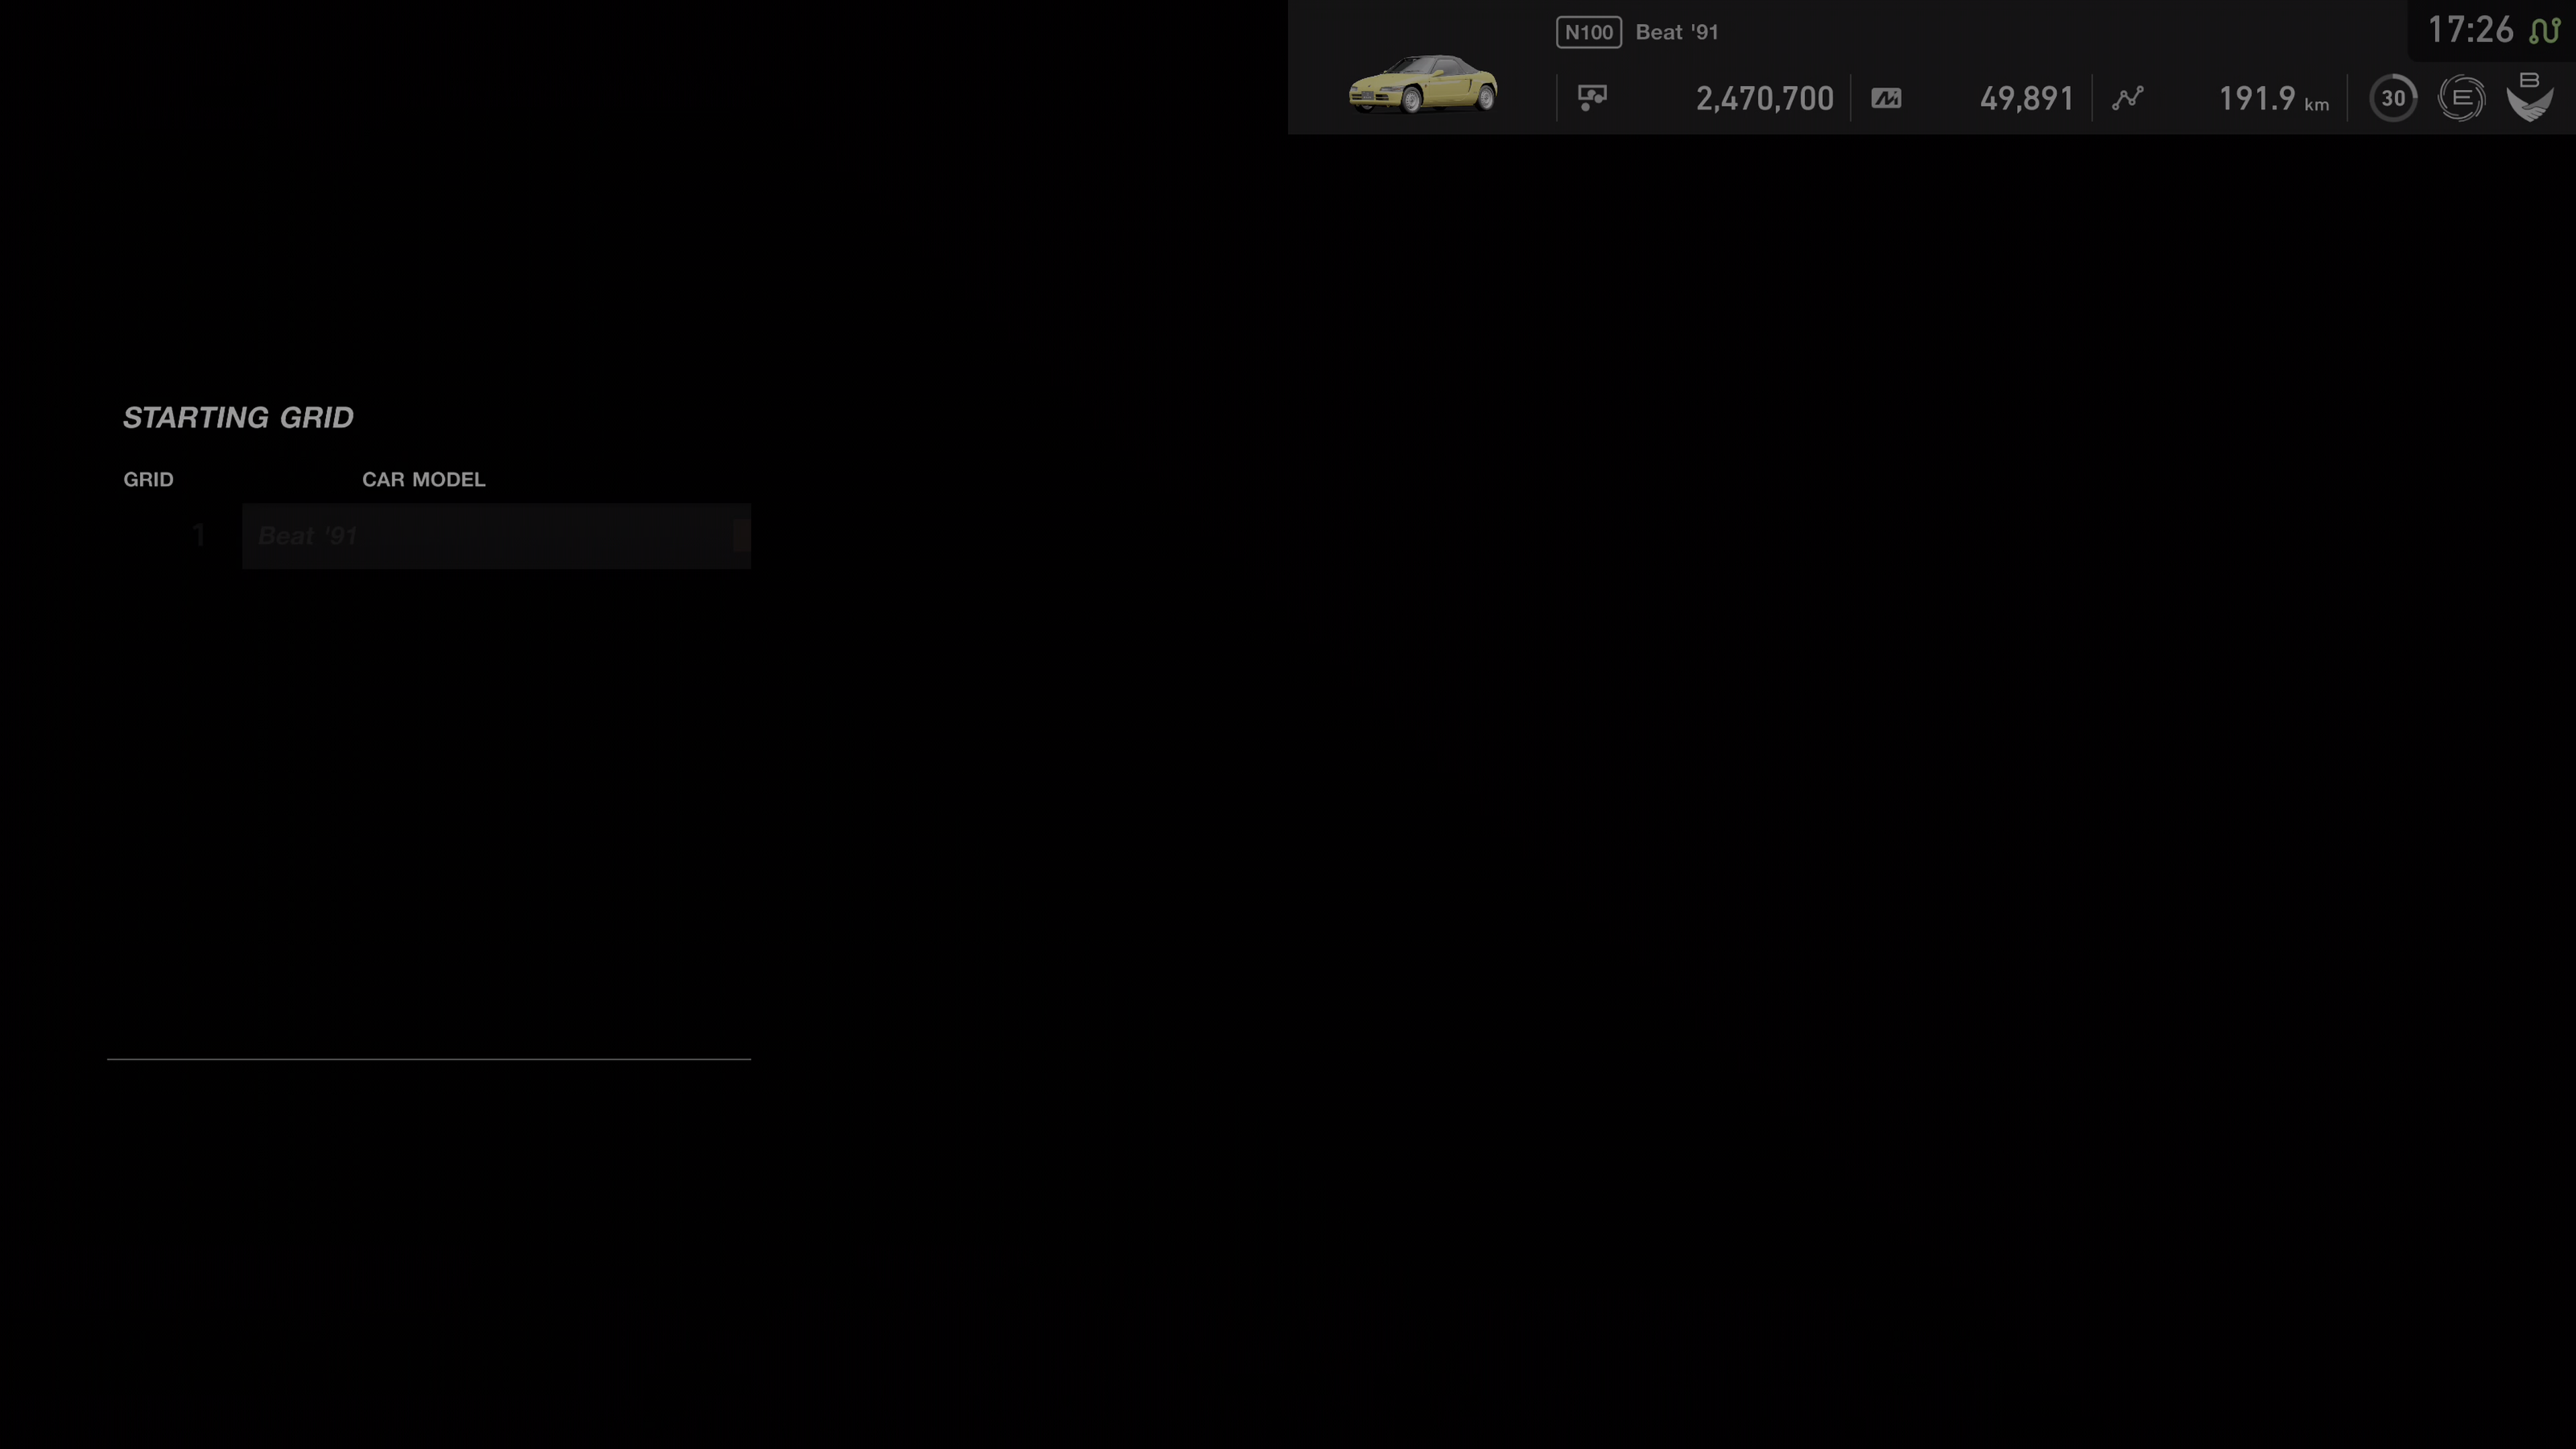 N100 Beat '91
17:26
2,470,700
49,891
191.9 km
30
E
B
STARTING GRID
GRID CAR MODEL
1 Beat '91